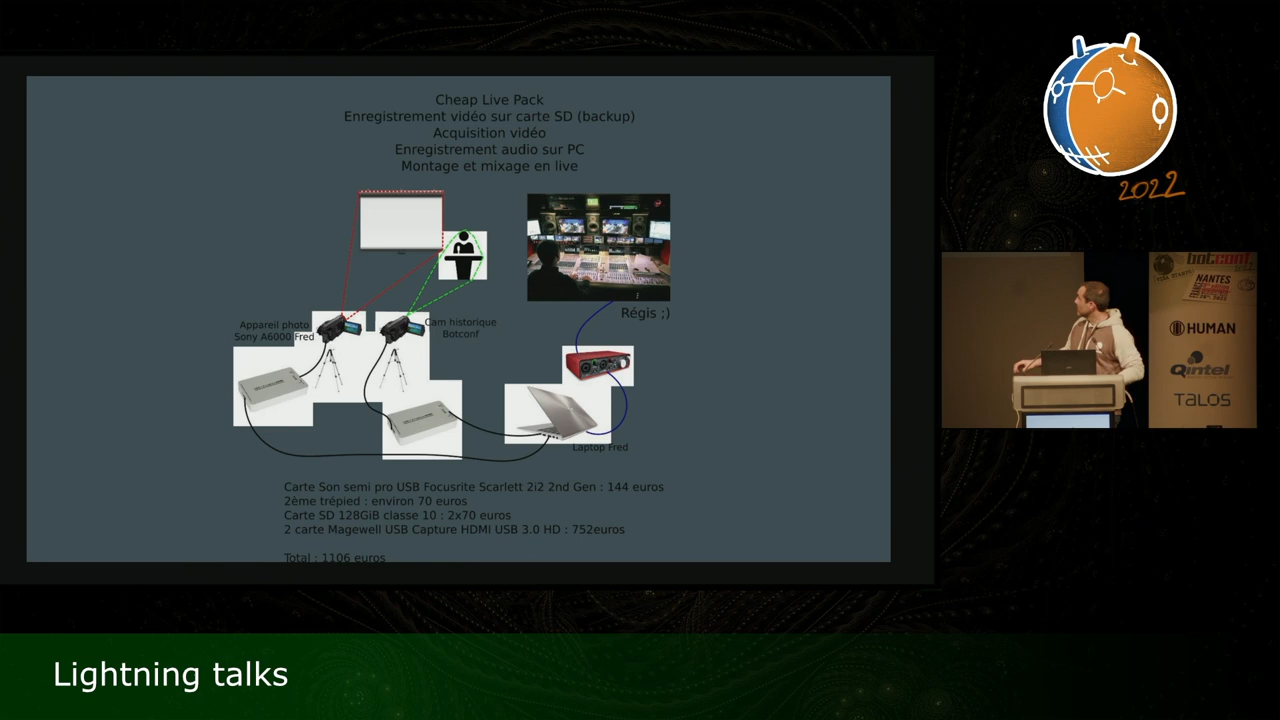 Cheap Live Pack
Enregistrement vidéo sur carte SD (backup)
Acquisition vidéo
Enregistrement audio sur PC
Montage et mixage en live
Appareil photo
Sony A6000 Fred
Cam historique
Botconf
Régis ;)
Laptop Fred
Carte Son semi pro USB Focusrite Scarlett 2i2 2nd Gen : 144 euros
2ème trépied : environ 70 euros
Carte SD 128GiB classe 10 : 2x70 euros
2 carte Magewell USB Capture HDMI USB 3.0 HD : 752euros
Total : 1106 euros
2022
botconf
NANTES
HUMAN
Qintel
TALOS
Lightning talks